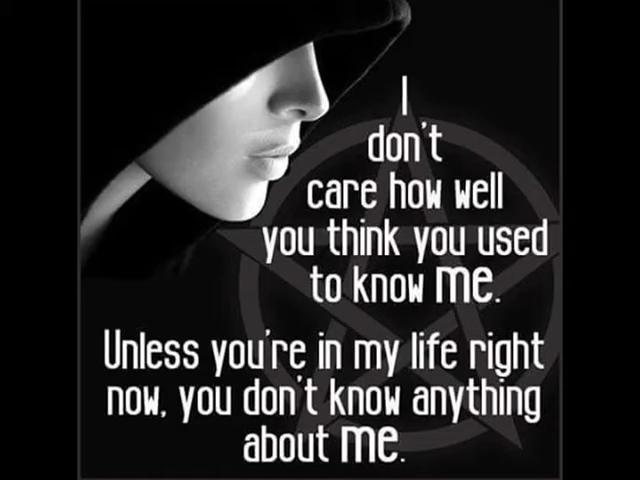 I
don't
care how well
you think you used
to know me.
Unless you're in my life right
now, you don't know anything
about me.